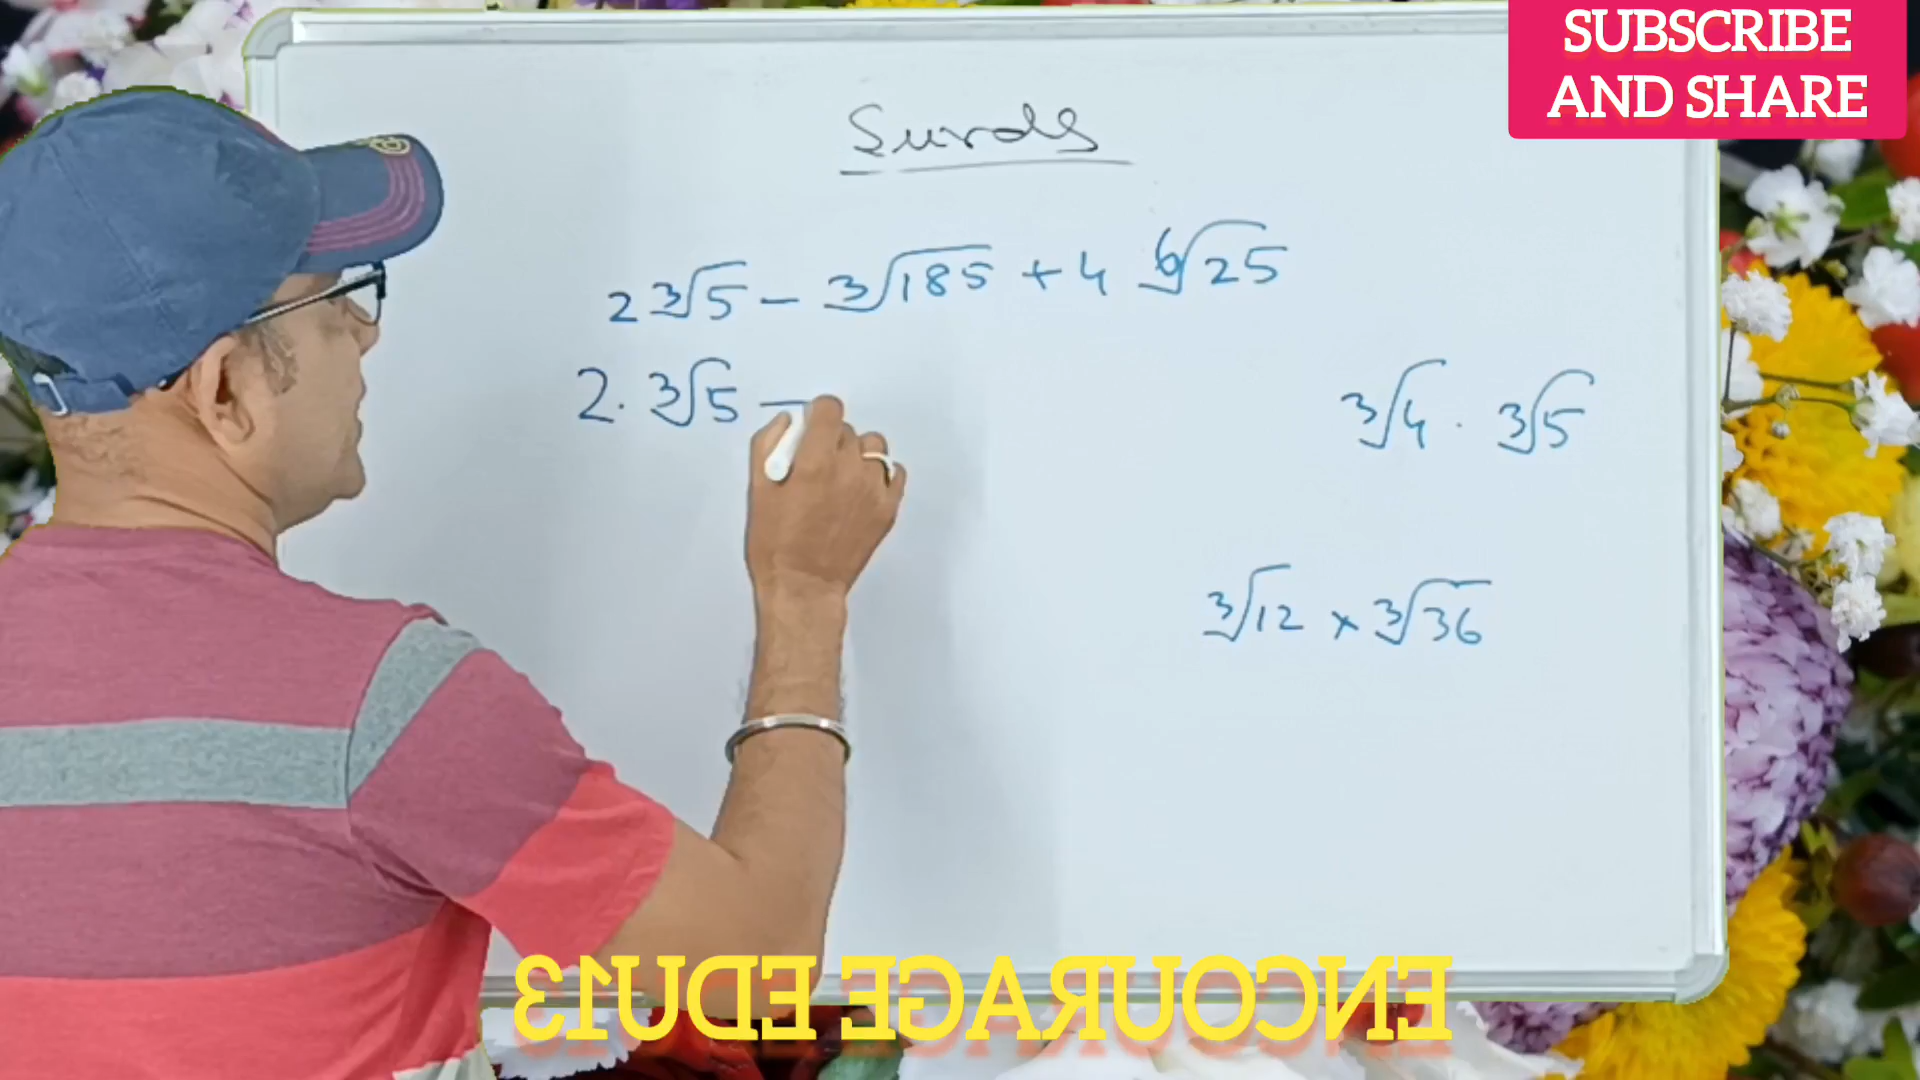 SUBSCRIBE
AND SHARE
Surds
2 ∛5 − ∛185 + 4 ⁶√25
2. ∛5 −
∛4 . ∛5
∛12 × ∛36
ENCOURAGE EDU13